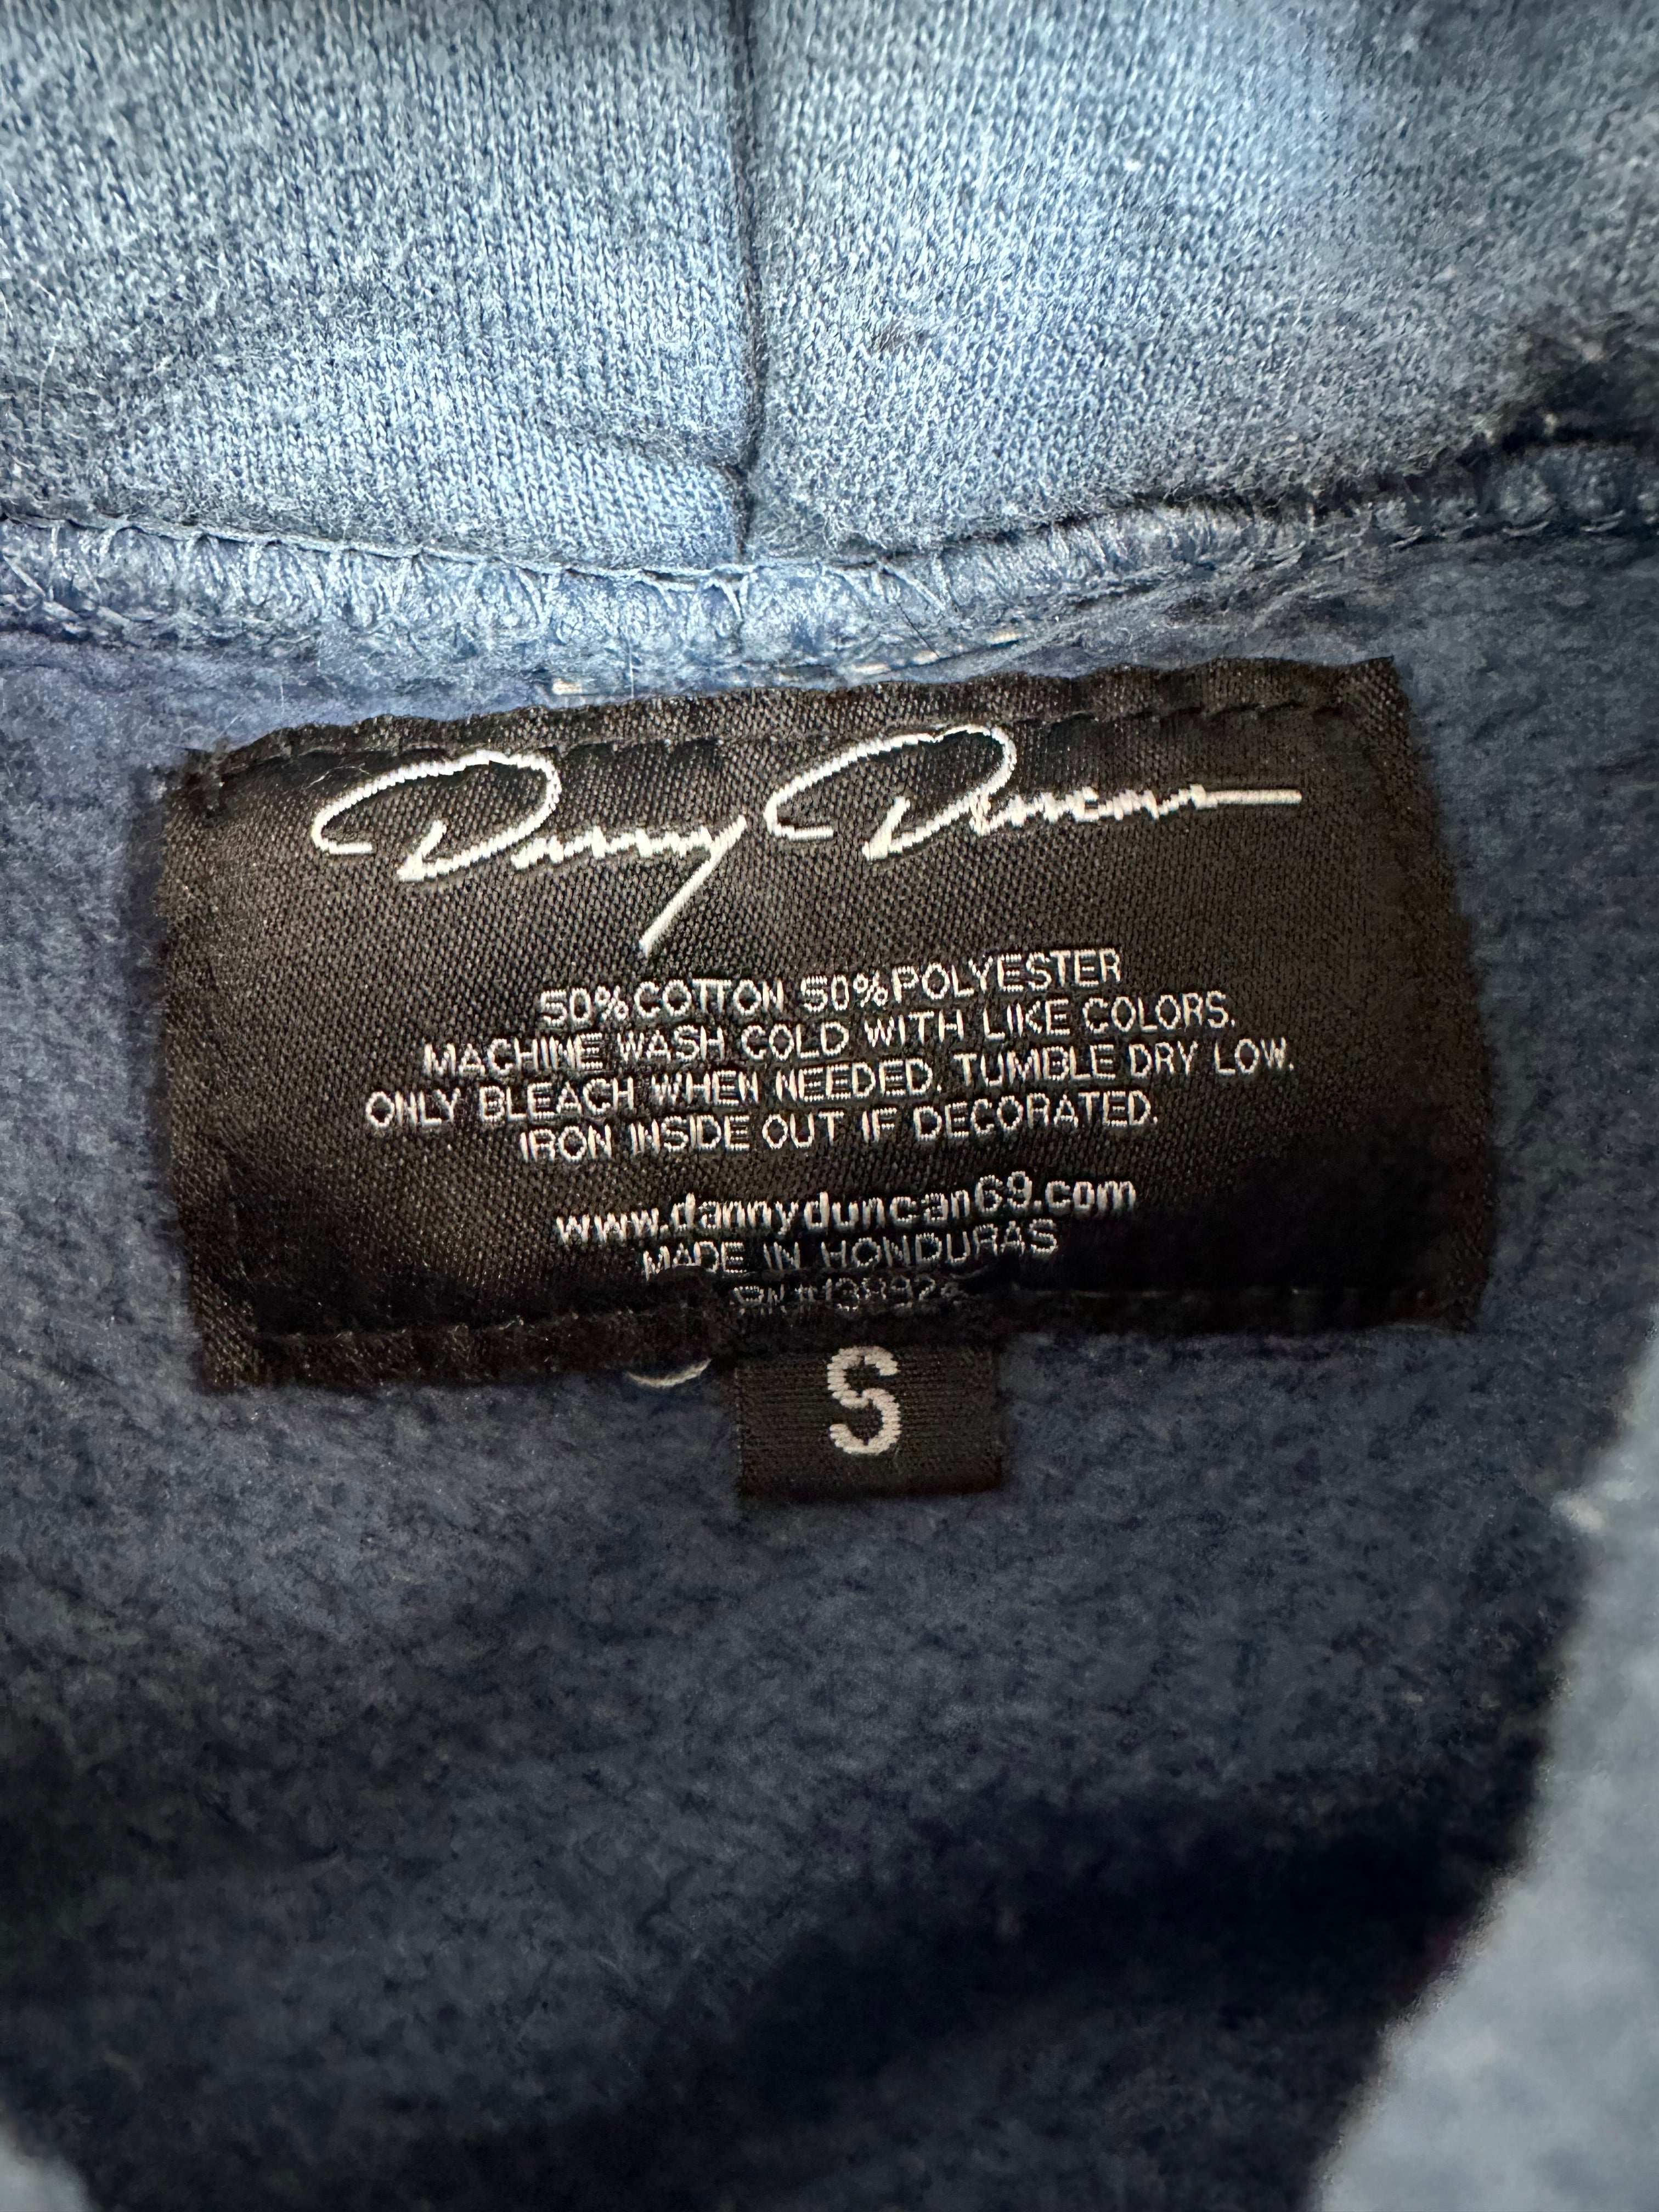 Danny Duncan
50% COTTON 50% POLYESTER
MACHINE WASH COLD WITH LIKE COLORS.
ONLY BLEACH WHEN NEEDED. TUMBLE DRY LOW.
IRON INSIDE OUT IF DECORATED.
www.dannyduncan69.com
MADE IN HONDURAS
S